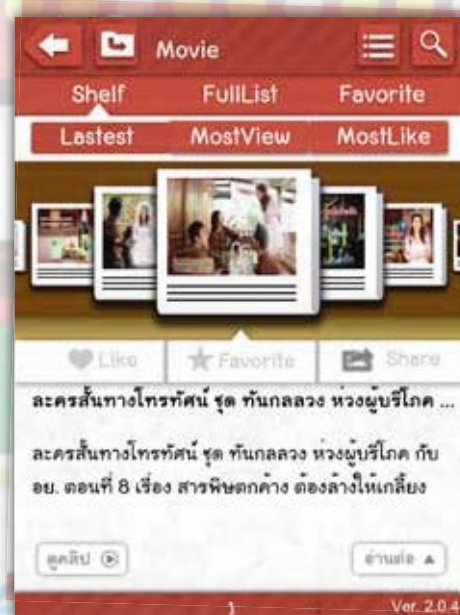 Movie
Shelf FullList Favorite
Lastest MostView MostLike
Like Favorite Share
ละครสั้นทางโทรทัศน์ ชุด ทันกลลวง ห่วงผู้บริโภค ...
ละครสั้นทางโทรทัศน์ ชุด ทันกลลวง ห่วงผู้บริโภค กับ
อย. ตอนที่ 8 เรื่อง สารพิษตกค้าง ต้องล้างให้เกลี้ยง
ดูคลิป อ่านต่อ
1 Ver. 2.0.4